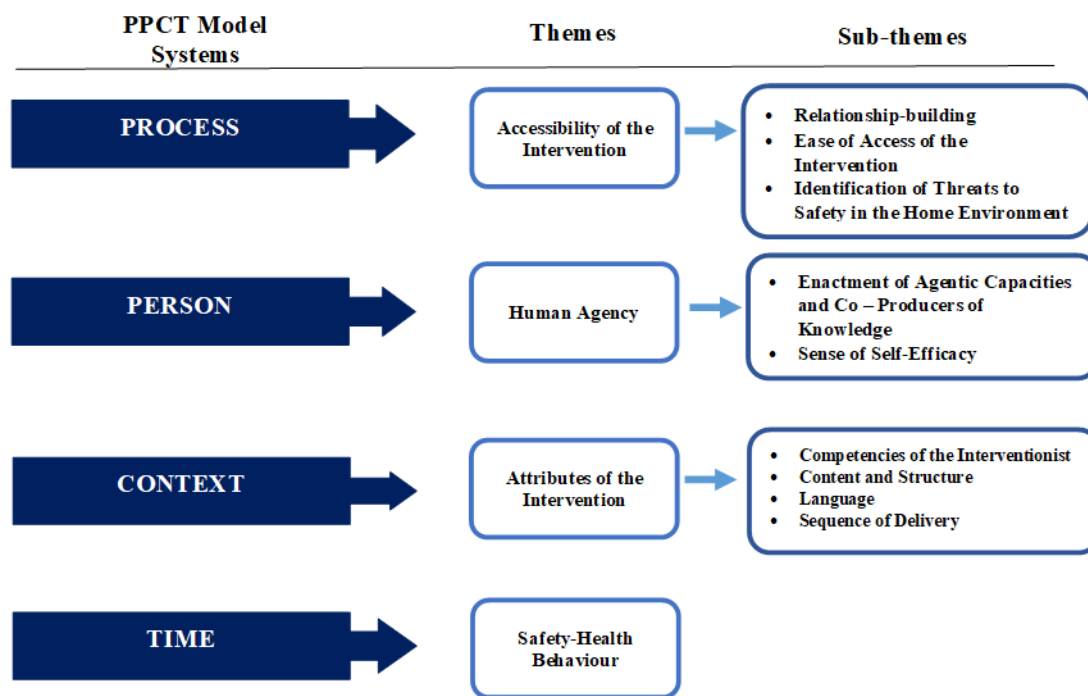 PPCT Model
Systems
Themes
Sub-themes
PROCESS
Accessibility of the
Intervention
• Relationship-building
• Ease of Access of the
Intervention
• Identification of Threats to
Safety in the Home Environment
PERSON
Human Agency
• Enactment of Agentic Capacities
and Co – Producers of
Knowledge
• Sense of Self-Efficacy
CONTEXT
Attributes of the
Intervention
• Competencies of the Interventionist
• Content and Structure
• Language
• Sequence of Delivery
TIME
Safety-Health
Behaviour